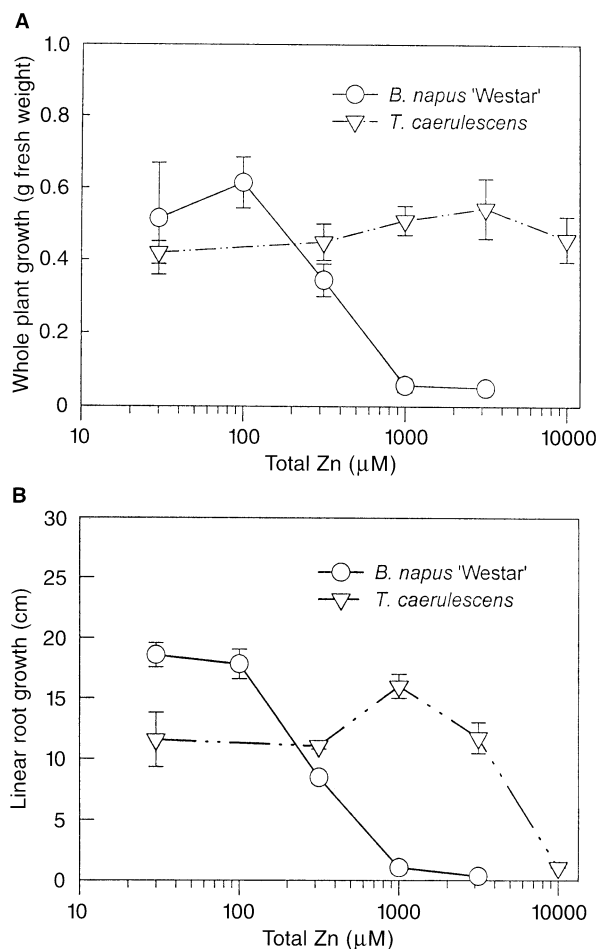 A
Whole plant growth (g fresh weight)
1.0
0.8
0.6
0.4
0.2
0
B. napus 'Westar'
T. caerulescens
10
100
1000
10000
Total Zn (μM)
B
Linear root growth (cm)
30
25
20
15
10
5
0
B. napus 'Westar'
T. caerulescens
10
100
1000
10000
Total Zn (μM)